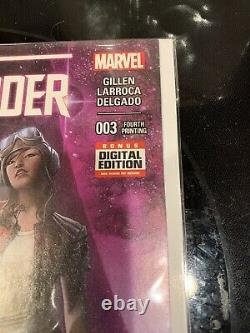 MARVEL
GILLEN
LARROCA
DELGADO
DER
003 FOURTH PRINTING
BONUS
DIGITAL EDITION